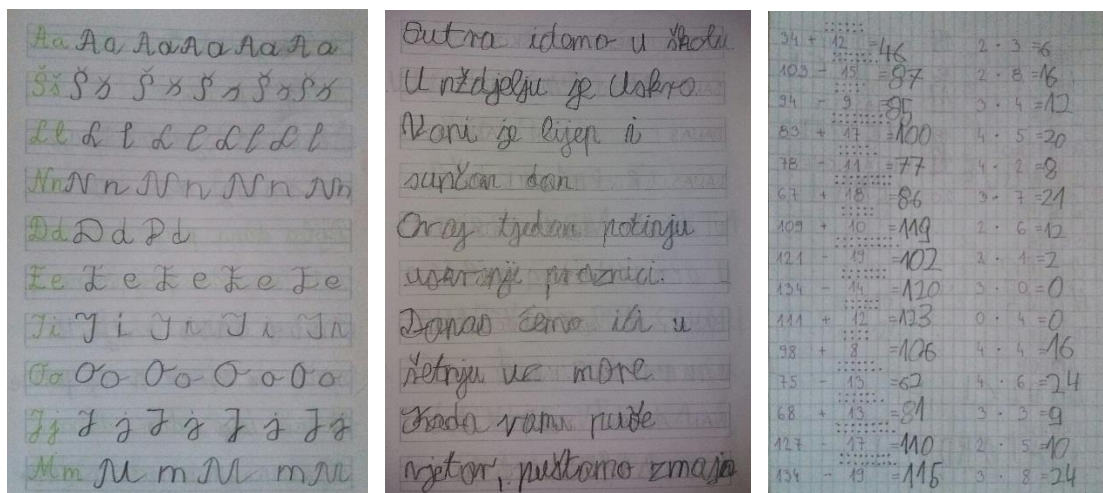 Aa Aa Aa Aa Aa Aa
Šš Šš Šš Šš Šš Šš
Ll Ll Ll Ll Ll
Nn Nn Nn Nn Nn
Dd Dd Dd
Ee Ee Ee Ee Ee
Ii Ii Ii Ii Ii
Oo Oo Oo Oo Oo
Jj Jj Jj Jj Jj
Mm Mm Mm M
Sutra idemo u školu
U nždjelju je Uskrs
Vani je lijep i
sunčan dan
Ovaj tjedan počinju
uskršnji praznici.
Danas ćemo ići u
šetnju uz more
Kada vani puše
vjetar, puštamo zmaja
34 + 12 =46
103 - 15 =87
94 - 9 =85
83 + 17 =100
78 - 11 =77
67 + 18 =86
109 + 10 =119
121 - 19 =102
134 - 14 =120
111 + 12 =123
98 + 8 =106
75 - 13 =62
68 + 13 =81
127 - 17 =110
134 - 19 =115
2 · 3 =6
2 · 8 =16
3 · 4 =12
4 · 5 =20
4 · 2 =8
3 · 7 =21
2 · 6 =12
2 · 1 =2
3 · 0 =0
0 · 4 =0
4 · 4 =16
4 · 6 =24
3 · 3 =9
2 · 5 =10
3 · 8 =24